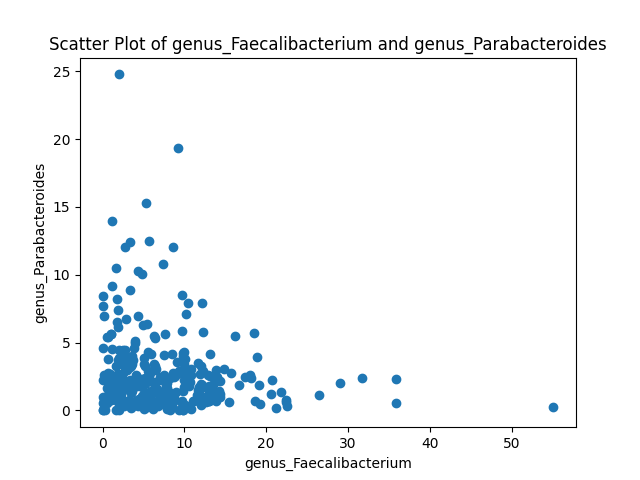 Scatter Plot of genus_Faecalibacterium and genus_Parabacteroides
25
20
15
10
5
0
genus_Parabacteroides
0 10 20 30 40 50
genus_Faecalibacterium